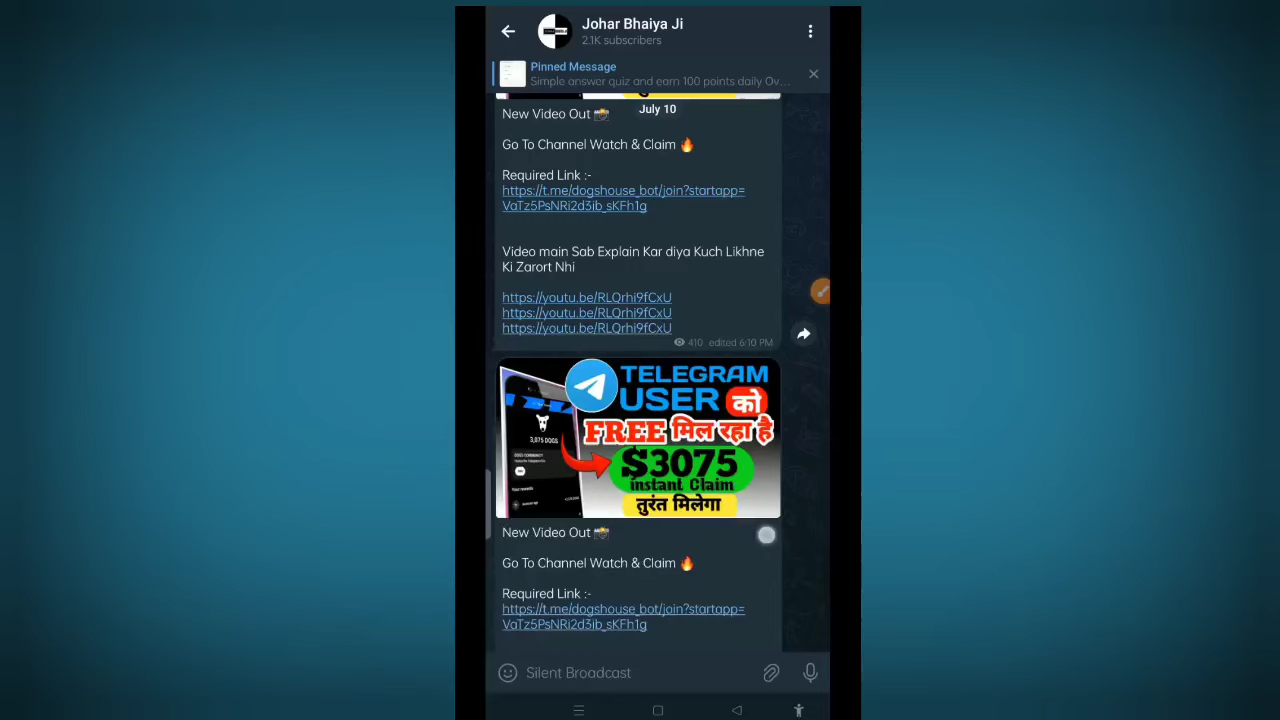 Johar Bhaiya Ji
2.1K subscribers
Pinned Message
Simple answer quiz and earn 100 points daily Ov...
July 10
New Video Out 📸
Go To Channel Watch & Claim 🔥
Required Link :-
https://t.me/dogshouse_bot/join?startapp=
VaTz5PsNRi2d3ib_sKFh1g
Video main Sab Explain Kar diya Kuch Likhne
Ki Zarort Nhi
https://youtu.be/RLQrhi9fCxU
https://youtu.be/RLQrhi9fCxU
https://youtu.be/RLQrhi9fCxU
410 edited 6:10 PM
TELEGRAM
USER को
FREE मिल रहा है
$3075
instant Claim
तुरंत मिलेगा
3,075 DOGS
New Video Out 📸
Go To Channel Watch & Claim 🔥
Required Link :-
https://t.me/dogshouse_bot/join?startapp=
VaTz5PsNRi2d3ib_sKFh1g
Silent Broadcast